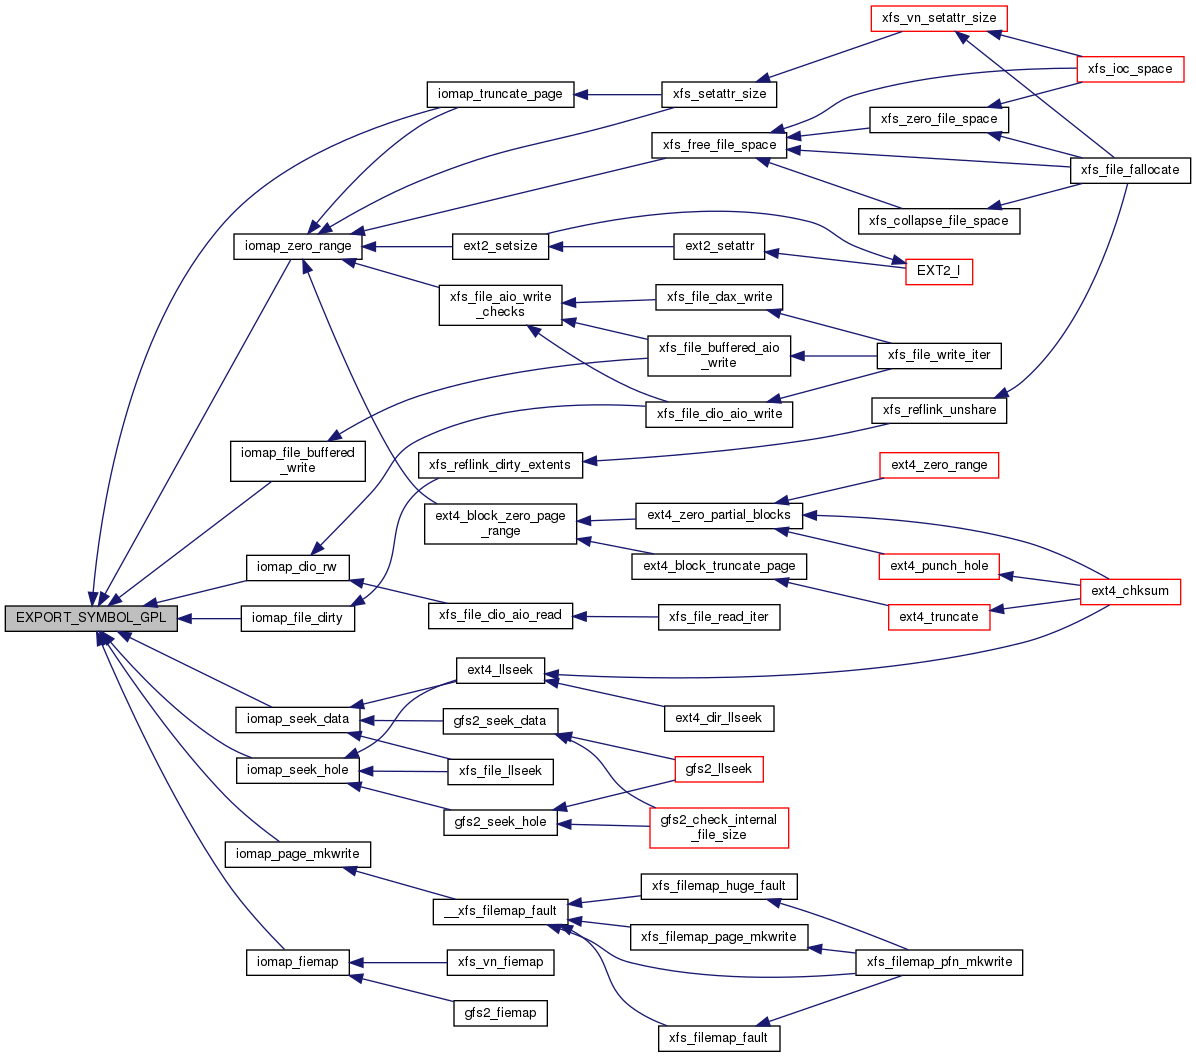 xfs_vn_setattr_size
xfs_ioc_space
iomap_truncate_page
xfs_setattr_size
xfs_zero_file_space
xfs_free_file_space
xfs_file_fallocate
xfs_collapse_file_space
iomap_zero_range
ext2_setsize
ext2_setattr
EXT2_I
xfs_file_aio_write
_checks
xfs_file_dax_write
xfs_file_buffered_aio
_write
xfs_file_write_iter
xfs_file_dio_aio_write
xfs_reflink_unshare
iomap_file_buffered
_write
xfs_reflink_dirty_extents
ext4_zero_range
ext4_block_zero_page
_range
ext4_zero_partial_blocks
iomap_dio_rw
ext4_block_truncate_page
ext4_punch_hole
ext4_chksum
EXPORT_SYMBOL_GPL
iomap_file_dirty
xfs_file_dio_aio_read
xfs_file_read_iter
ext4_truncate
ext4_llseek
iomap_seek_data
gfs2_seek_data
ext4_dir_llseek
iomap_seek_hole
xfs_file_llseek
gfs2_llseek
gfs2_seek_hole
gfs2_check_internal
_file_size
iomap_page_mkwrite
xfs_filemap_huge_fault
__xfs_filemap_fault
xfs_filemap_page_mkwrite
iomap_fiemap
xfs_vn_fiemap
xfs_filemap_pfn_mkwrite
gfs2_fiemap
xfs_filemap_fault